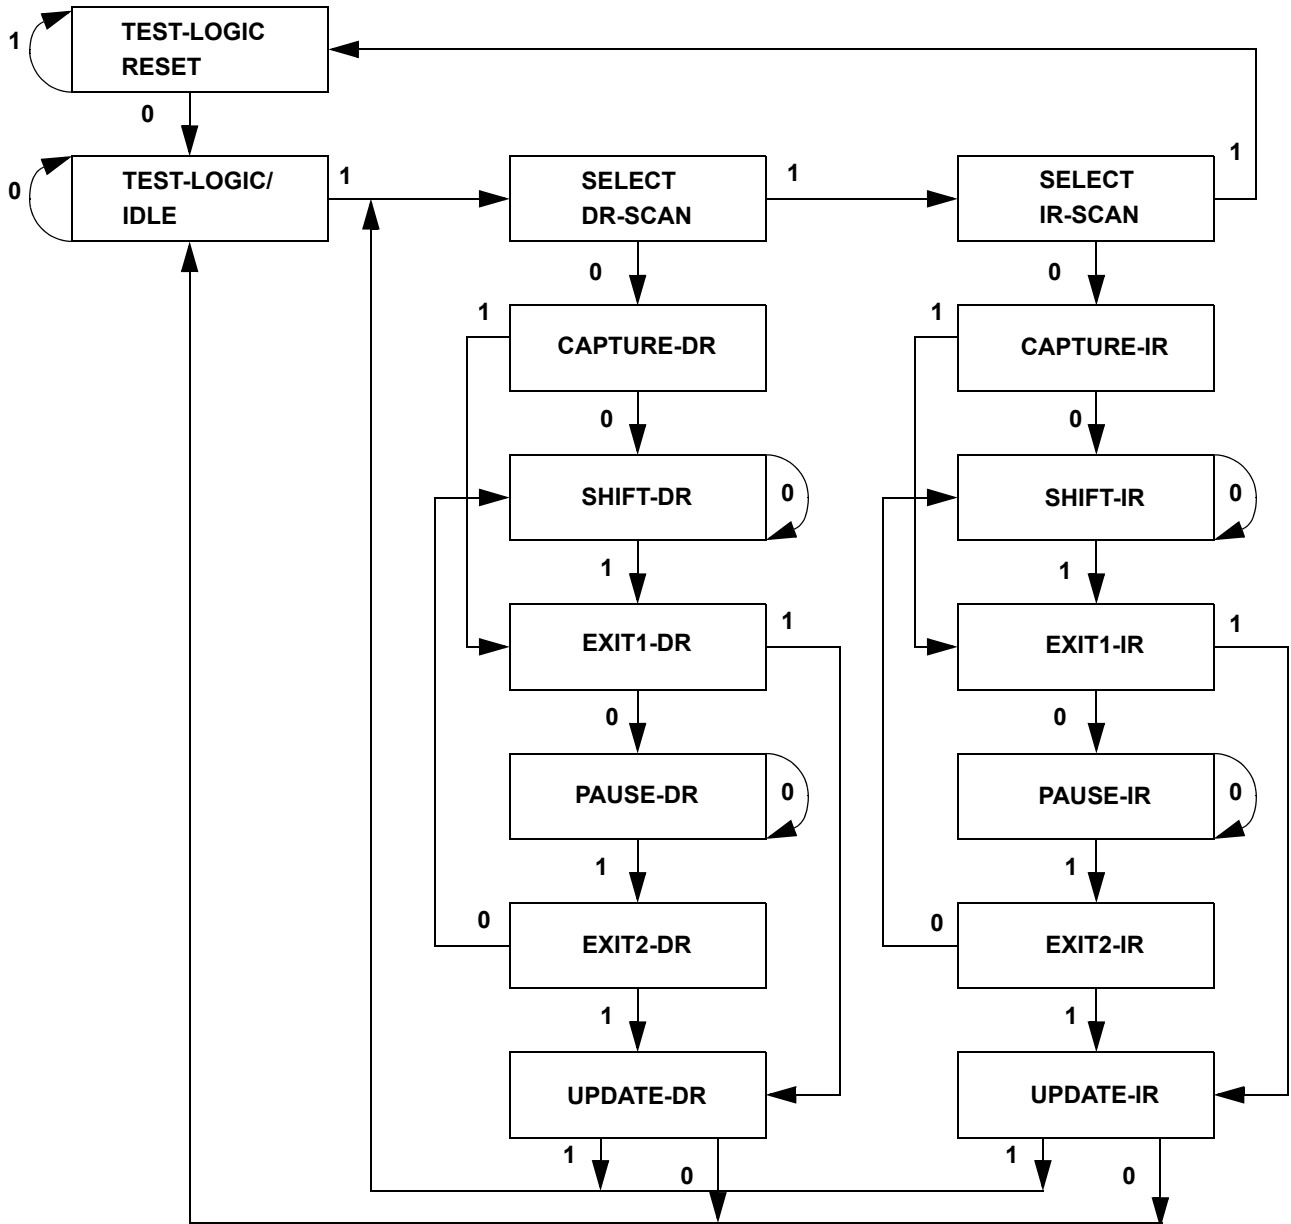 TEST-LOGIC
RESET
1
0
TEST-LOGIC/
IDLE
0
1
SELECT
DR-SCAN
1
SELECT
IR-SCAN
1
0
0
1
CAPTURE-DR
1
CAPTURE-IR
0
0
SHIFT-DR
0
SHIFT-IR
0
1
1
EXIT1-DR
1
EXIT1-IR
1
0
0
PAUSE-DR
0
PAUSE-IR
0
1
1
0
EXIT2-DR
0
EXIT2-IR
1
1
UPDATE-DR
UPDATE-IR
1
0
1
0